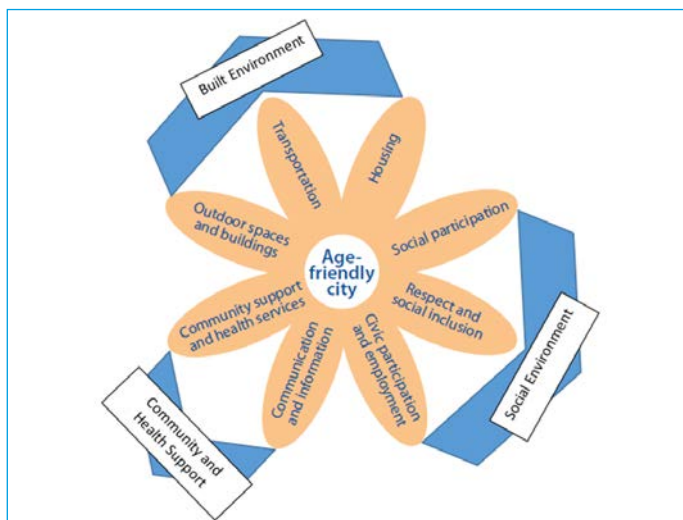 Built Environment
Transportation
Housing
Outdoor spaces
and buildings
Social participation
Age-
friendly
city
Community support
and health services
Respect and
social inclusion
Communication
and information
Civic participation
and employment
Social Environment
Community and
Health Support